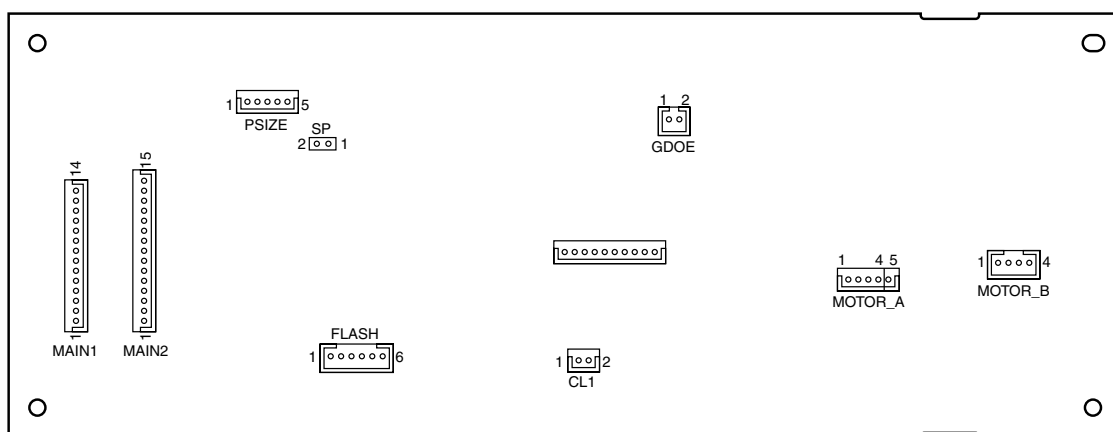 1 5
PSIZE
SP
2 1
1 2
GDOE
14
1
MAIN1
15
1
MAIN2
1 4 5
MOTOR_A
1 4
MOTOR_B
FLASH
1 6
1 2
CL1